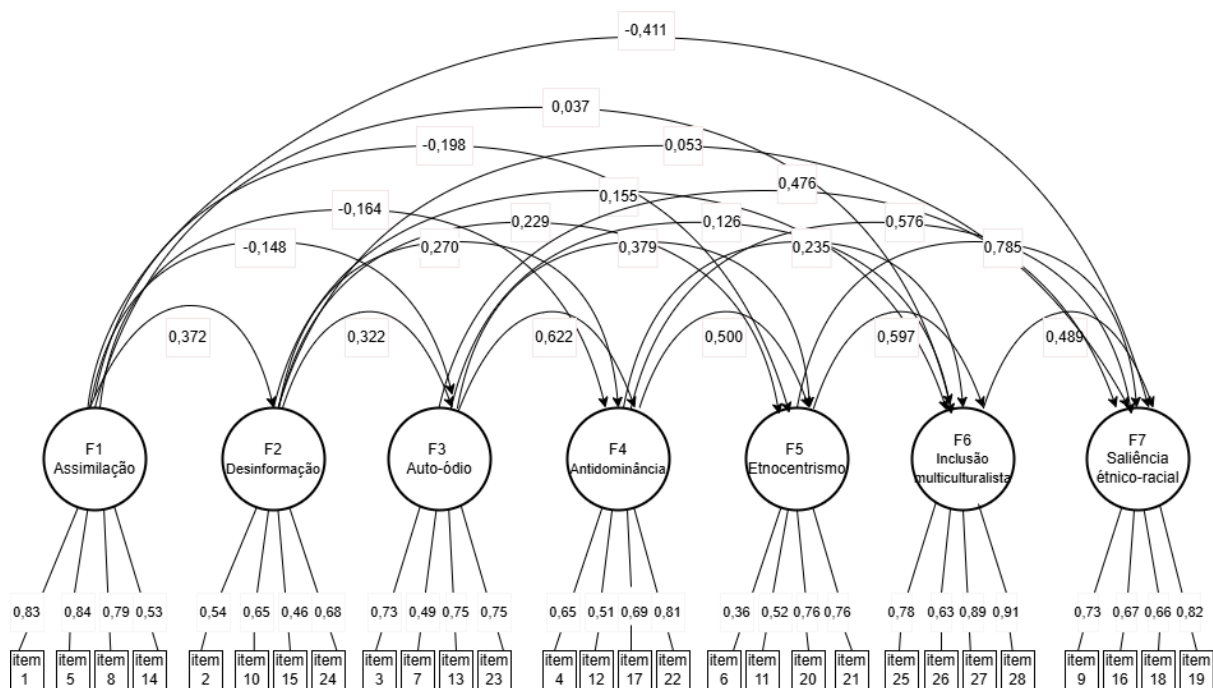 -0,411
0,037
-0,198
0,053
-0,164
0,155
0,476
0,229
0,126
0,576
-0,148
0,270
0,379
0,235
0,785
0,372
0,322
0,622
0,500
0,597
0,489
F1
Assimilação
F2
Desinformação
F3
Auto-ódio
F4
Antidominância
F5
Etnocentrismo
F6
Inclusão
multiculturalista
F7
Saliência
étnico-racial
0,83 0,84 0,79 0,53 0,54 0,65 0,46 0,68 0,73 0,49 0,75 0,75 0,65 0,51 0,69 0,81 0,36 0,52 0,76 0,76 0,78 0,63 0,89 0,91 0,73 0,67 0,66 0,82
item item item item item item item item item item item item item item item item item item item item item item item item item item item item
1 5 8 14 2 10 15 24 3 7 13 23 4 12 17 22 6 11 20 21 25 26 27 28 9 16 18 19